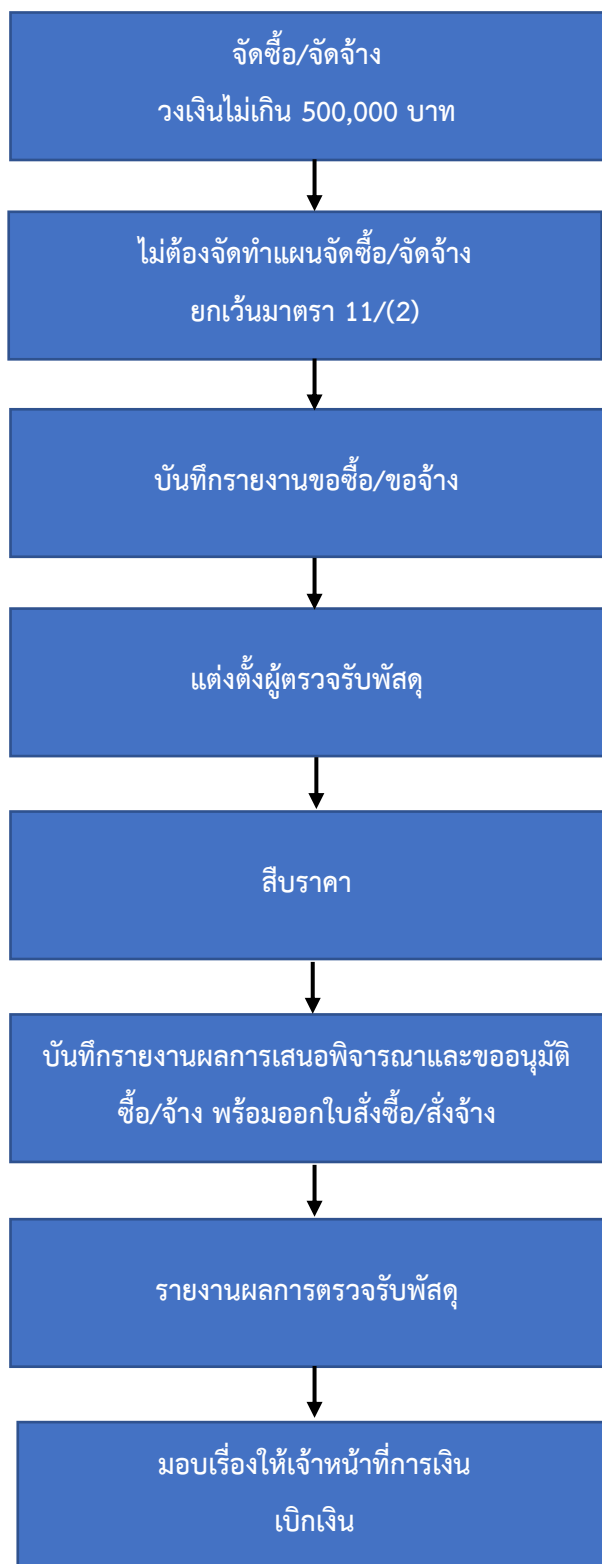 จัดซื้อ/จัดจ้าง
วงเงินไม่เกิน 500,000 บาท
ไม่ต้องจัดทำแผนจัดซื้อ/จัดจ้าง
ยกเว้นมาตรา 11/(2)
บันทึกรายงานขอซื้อ/ขอจ้าง
แต่งตั้งผู้ตรวจรับพัสดุ
สืบราคา
บันทึกรายงานผลการเสนอพิจารณาและขออนุมัติ
ซื้อ/จ้าง พร้อมออกใบสั่งซื้อ/สั่งจ้าง
รายงานผลการตรวจรับพัสดุ
มอบเรื่องให้เจ้าหน้าที่การเงิน
เบิกเงิน